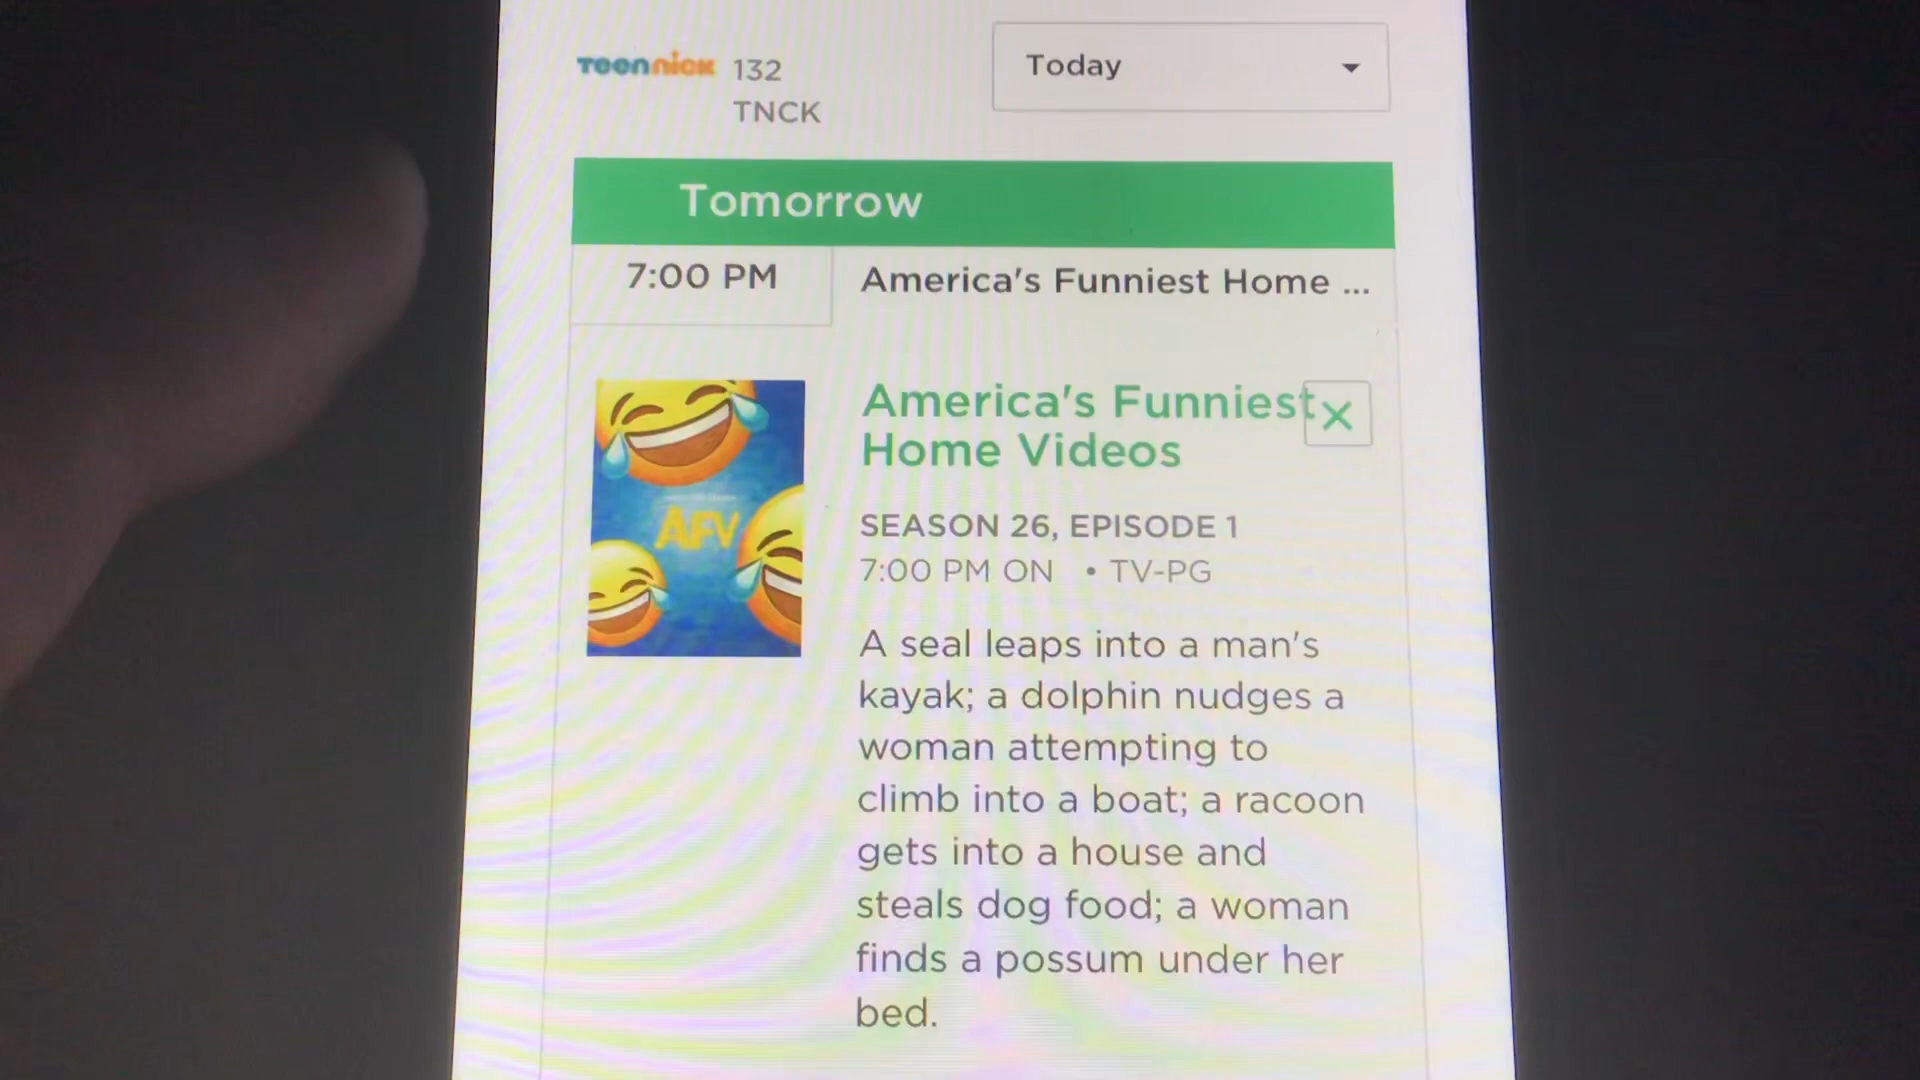 TeenNick 132
TNCK
Today
Tomorrow
7:00 PM
America's Funniest Home ...
America's Funniest
Home Videos
AFV
SEASON 26, EPISODE 1
7:00 PM ON • TV-PG
A seal leaps into a man's
kayak; a dolphin nudges a
woman attempting to
climb into a boat; a racoon
gets into a house and
steals dog food; a woman
finds a possum under her
bed.